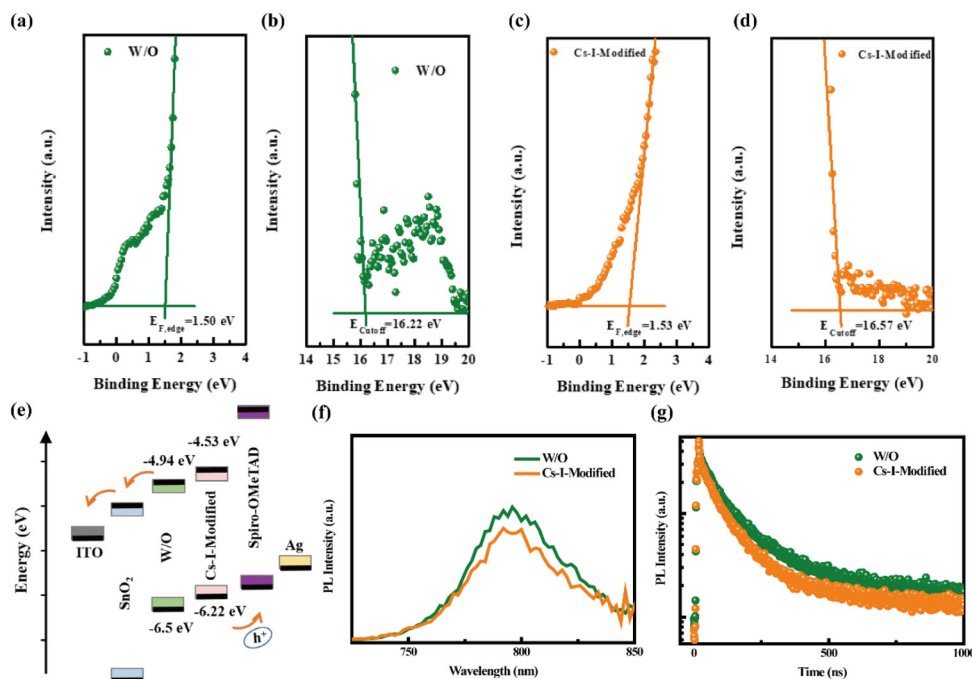 (a)
W/O
Intensity (a.u.)
E_F,edge=1.50 eV
-1 0 1 2 3 4
Binding Energy (eV)
(b)
W/O
Intensity (a.u.)
E_Cutoff=16.22 eV
14 15 16 17 18 19 20
Binding Energy (eV)
(c)
Cs-I-Modified
Intensity (a.u.)
E_F,edge=1.53 eV
-1 0 1 2 3 4
Binding Energy (eV)
(d)
Cs-I-Modified
Intensity (a.u.)
E_Cutoff=16.57 eV
14 16 18 20
Binding Energy (eV)
(e)
Energy (eV)
ITO
SnO2
-4.94 eV
W/O
-6.5 eV
-4.53 eV
Cs-I-Modified
-6.22 eV
Spiro-OMeTAD
h+
Ag
(f)
W/O
Cs-I-Modified
PL Intensity (a.u.)
750 800 850
Wavelength (nm)
(g)
W/O
Cs-I-Modified
PL Intensity (a.u.)
0 500 1000
Time (ns)